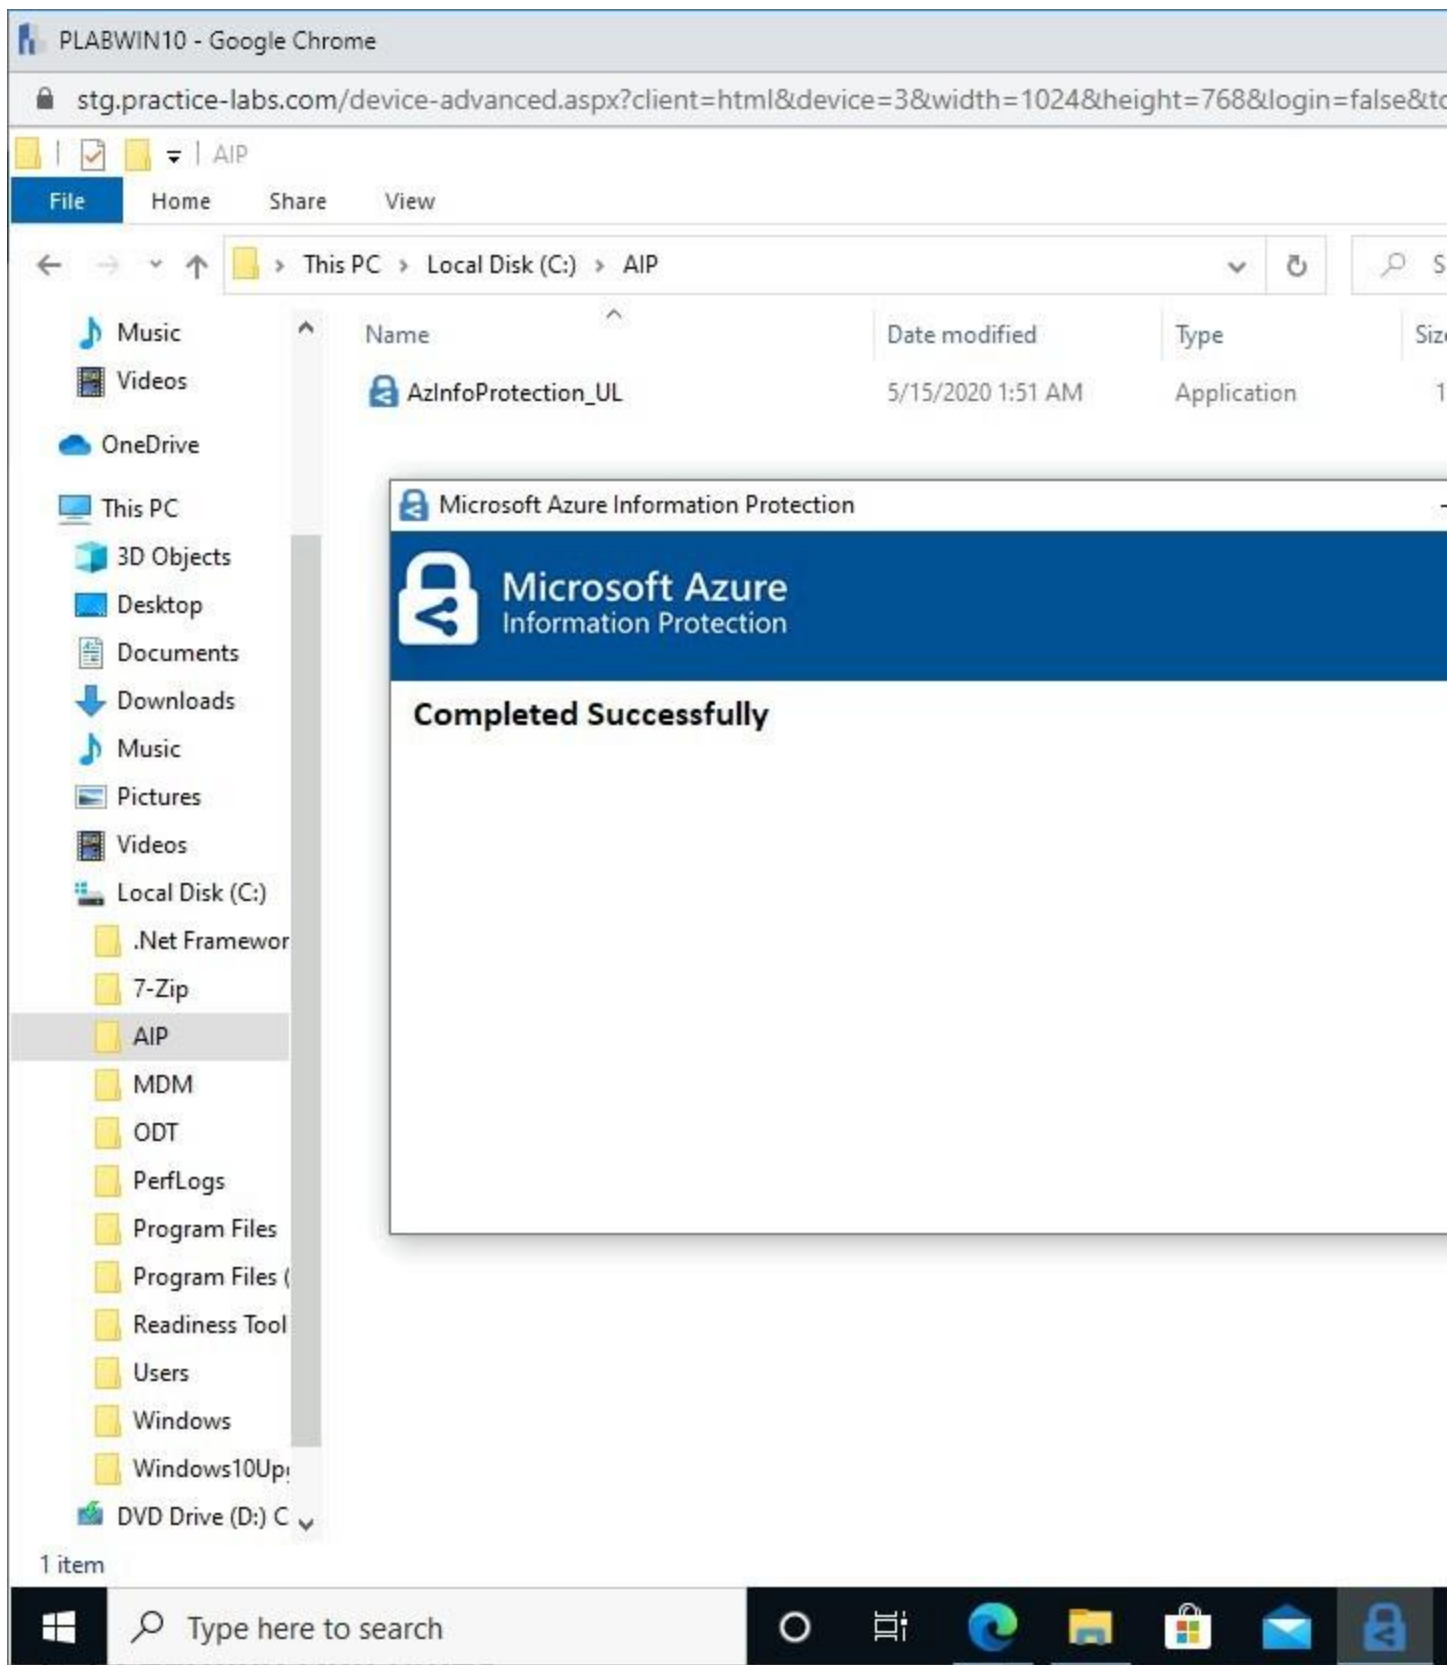 PLABWIN10 - Google Chrome
stg.practice-labs.com/device-advanced.aspx?client=html&device=3&width=1024&height=768&login=false&
AIP
File Home Share View
This PC > Local Disk (C:) > AIP
Music
Videos
OneDrive
This PC
3D Objects
Desktop
Documents
Downloads
Music
Pictures
Videos
Local Disk (C:)
.Net Framewor
7-Zip
AIP
MDM
ODT
PerfLogs
Program Files
Program Files (
Readiness Tool
Users
Windows
Windows10Up
DVD Drive (D:) C
1 item
Name Date modified Type Siz
AzInfoProtection_UL 5/15/2020 1:51 AM Application 1
Microsoft Azure Information Protection
Microsoft Azure
Information Protection
Completed Successfully
Type here to search